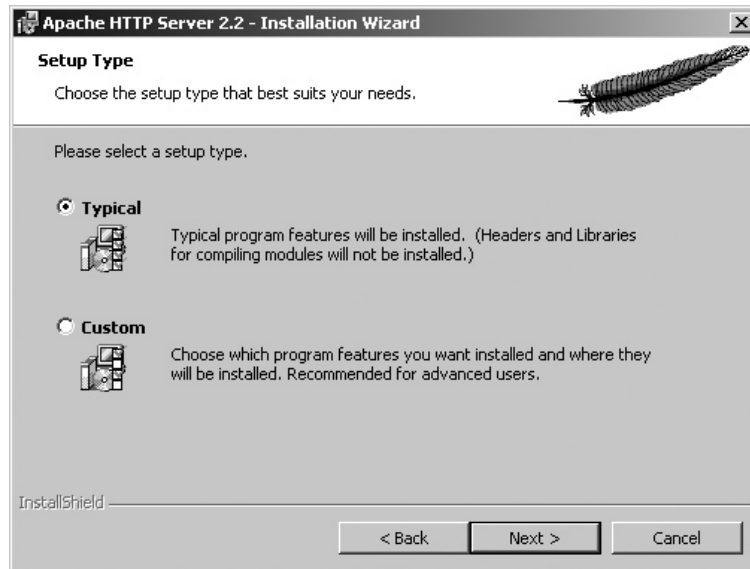 Apache HTTP Server 2.2 - Installation Wizard
Setup Type
Choose the setup type that best suits your needs.
Please select a setup type.
Typical
Typical program features will be installed. (Headers and Libraries
for compiling modules will not be installed.)
Custom
Choose which program features you want installed and where they
will be installed. Recommended for advanced users.
InstallShield
< Back
Next >
Cancel